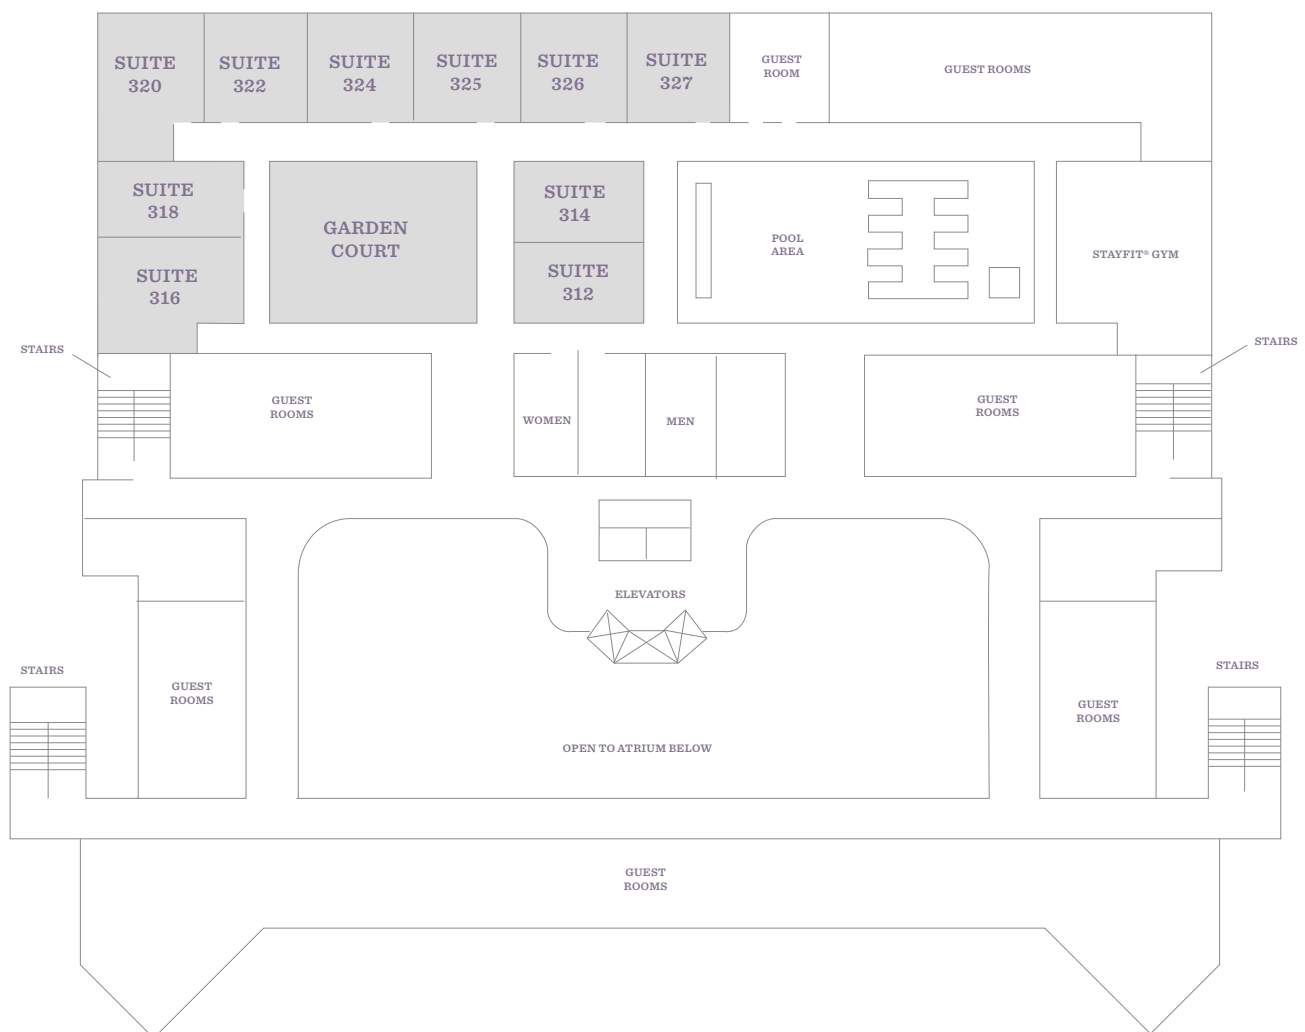 SUITE
320
SUITE
322
SUITE
324
SUITE
325
SUITE
326
SUITE
327
GUEST
ROOM
GUEST ROOMS
SUITE
318
GARDEN
COURT
SUITE
314
POOL
AREA
STAYFIT® GYM
SUITE
316
SUITE
312
STAIRS
STAIRS
GUEST
ROOMS
WOMEN
MEN
GUEST
ROOMS
ELEVATORS
STAIRS
STAIRS
GUEST
ROOMS
GUEST
ROOMS
OPEN TO ATRIUM BELOW
GUEST
ROOMS